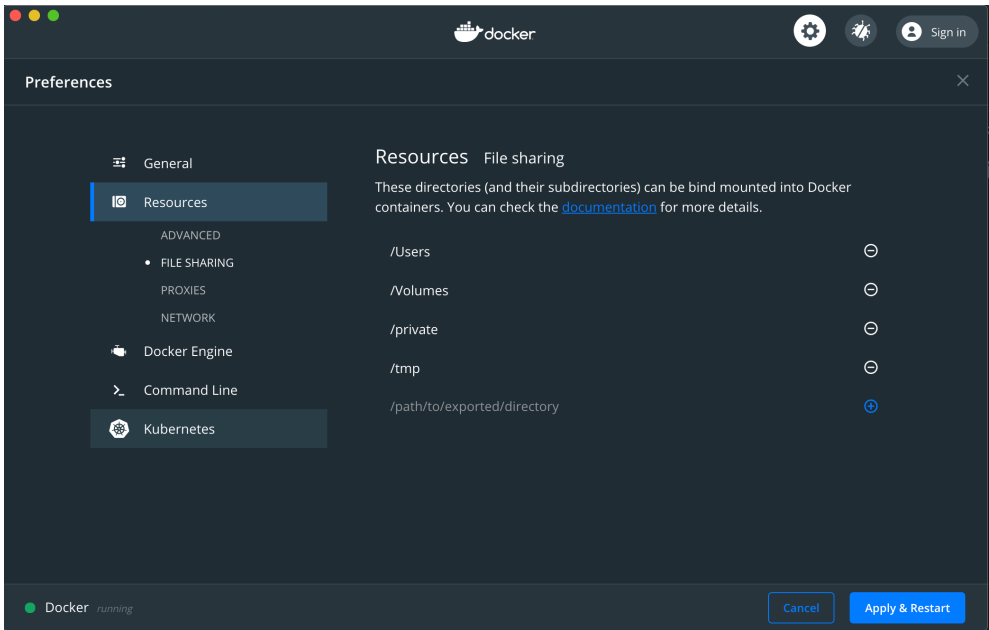 docker
Sign in
Preferences
General
Resources
ADVANCED
FILE SHARING
PROXIES
NETWORK
Docker Engine
Command Line
Kubernetes
Resources File sharing
These directories (and their subdirectories) can be bind mounted into Docker
containers. You can check the documentation for more details.
/Users
/Volumes
/private
/tmp
/path/to/exported/directory
Docker running
Cancel
Apply & Restart